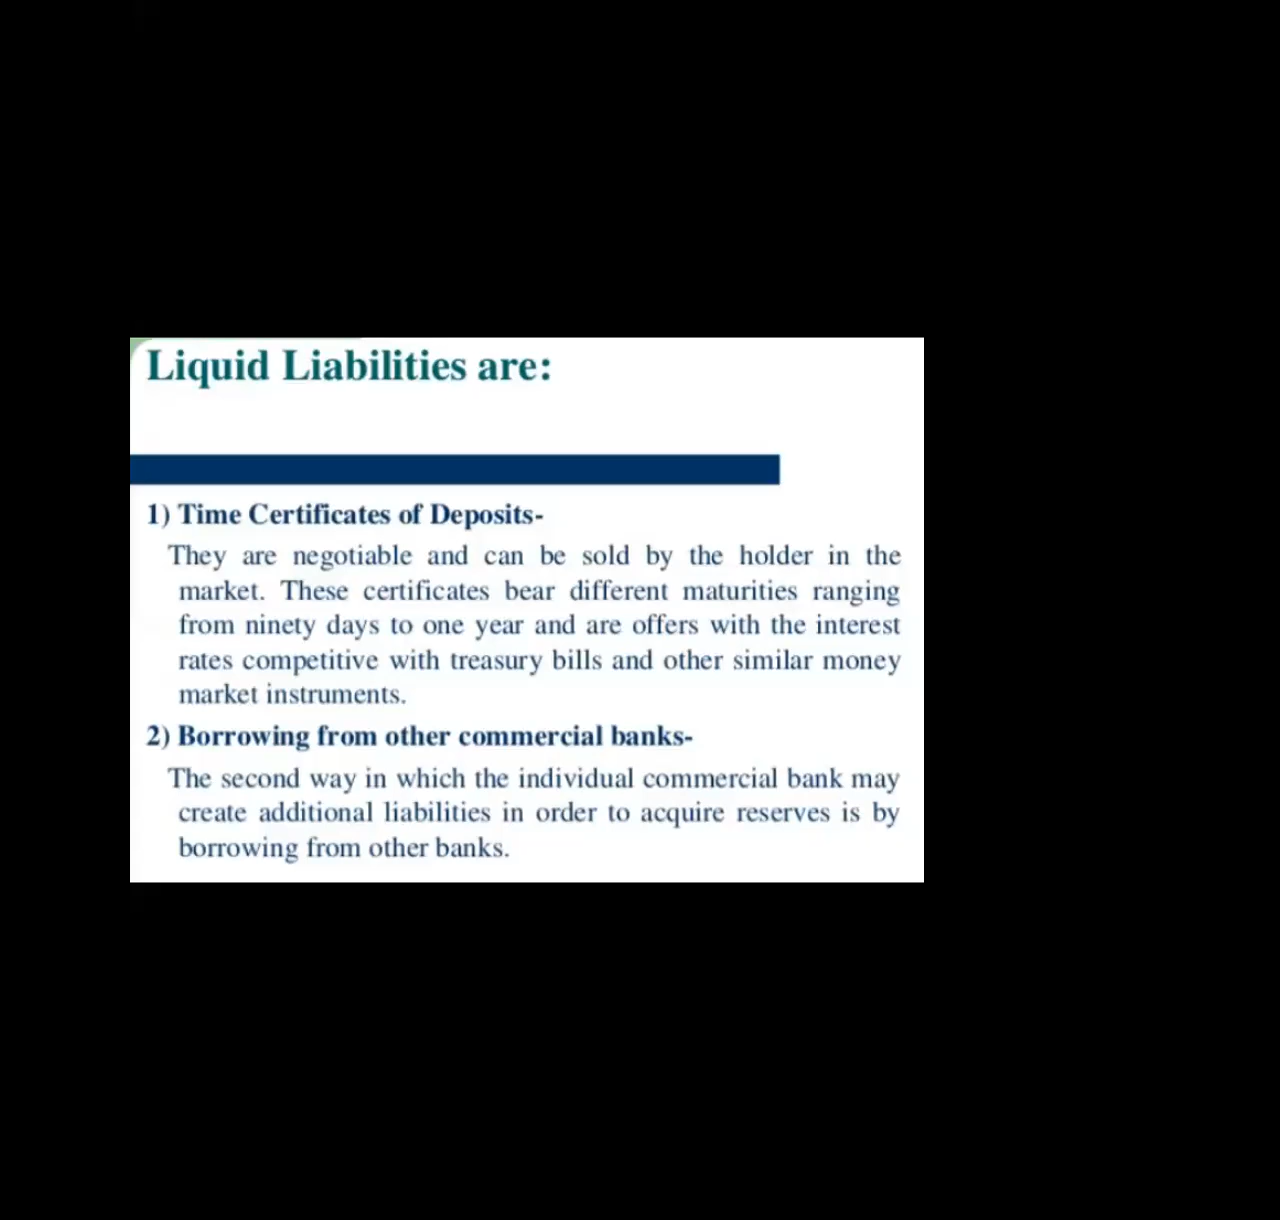 Liquid Liabilities are:
1) Time Certificates of Deposits-
They are negotiable and can be sold by the holder in the
market. These certificates bear different maturities ranging
from ninety days to one year and are offers with the interest
rates competitive with treasury bills and other similar money
market instruments.
2) Borrowing from other commercial banks-
The second way in which the individual commercial bank may
create additional liabilities in order to acquire reserves is by
borrowing from other banks.